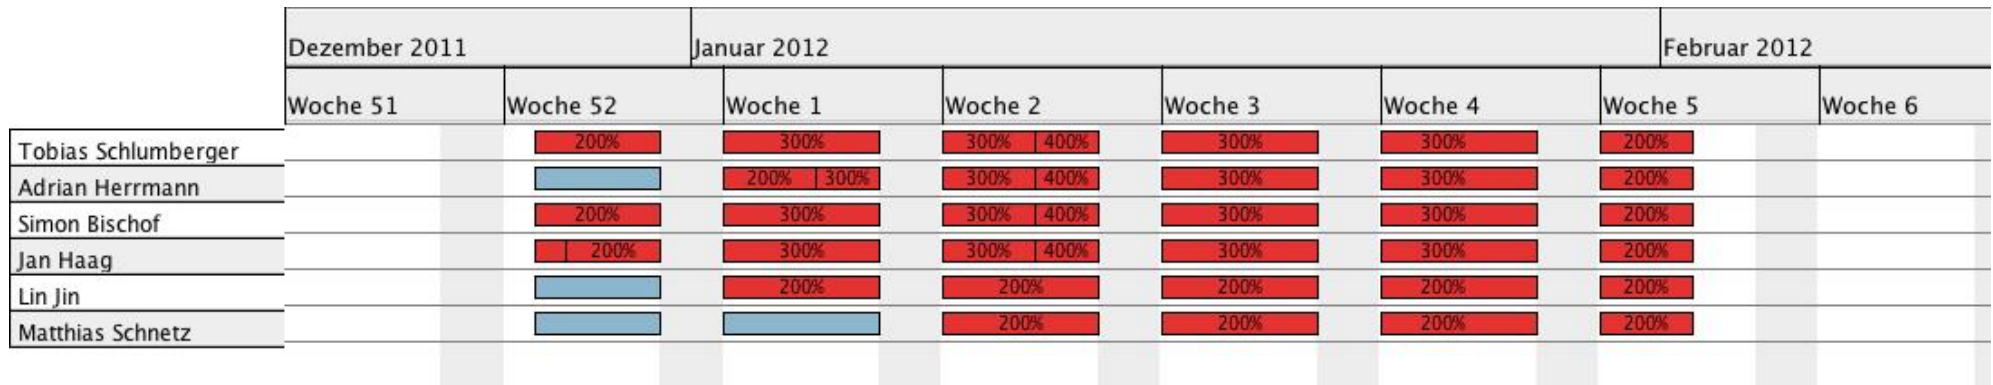 Dezember 2011 Januar 2012 Februar 2012
Woche 51 Woche 52 Woche 1 Woche 2 Woche 3 Woche 4 Woche 5 Woche 6
Tobias Schlumberger 200% 300% 300% 400% 300% 300% 200%
Adrian Herrmann 200% 300% 300% 400% 300% 300% 200%
Simon Bischof 200% 300% 300% 400% 300% 300% 200%
Jan Haag 200% 300% 300% 400% 300% 300% 200%
Lin Jin 200% 200% 200% 200% 200%
Matthias Schnetz 200% 200% 200% 200%